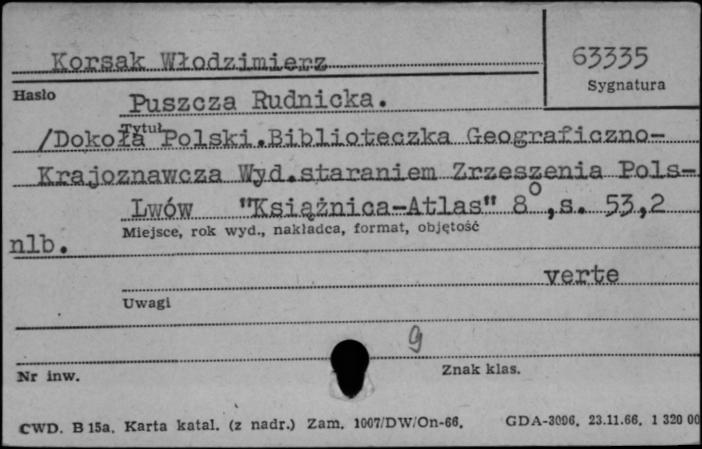 Korsak Włodzimierz
63335
Sygnatura
Hasło
Puszcza Rudnicka.
Tytuł
/Dokoła Polski.Biblioteczka Geograficzno-
Krajoznawcza Wyd.staraniem Zrzeszenia Pols-
Lwów "Książnica-Atlas" 8°,s. 53,2
Miejsce, rok wyd., nakładca, format, objętość
nlb.
verte
Uwagi
9
Nr inw.
Znak klas.
CWD. B 15a. Karta katal. (z nadr.) Zam. 1007/DW/On-66. GDA-3096. 23.11.66. 1 320 00